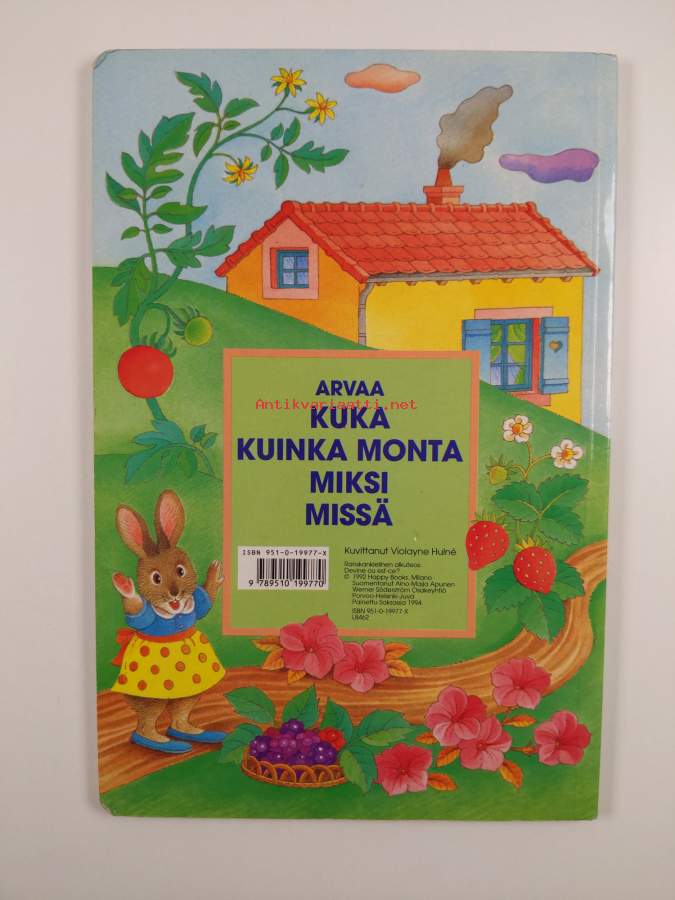 ARVAA
Antikvariaatti.net
KUKA
KUINKA MONTA
MIKSI
MISSÄ
ISBN 951-0-19977-X
9 789510 199770
Kuvittanut Violayne Hulné
Ranskankielinen alkuteos
Devine ou est-ce?
© 1992 Happy Books, Milano
Suomentanut Aino-Maija Apunen
Werner Söderström Osakeyhtiö
Porvoo-Helsinki-Juva
Painettu Saksassa 1994
ISBN 951-0-19977-X
L8462